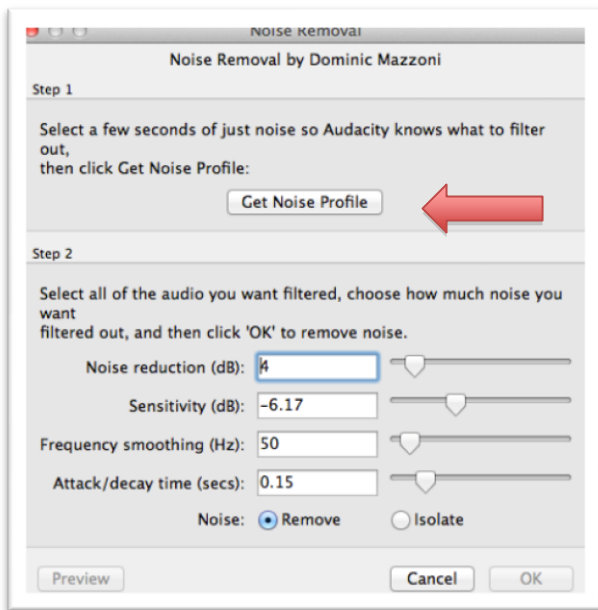 Noise Removal
Noise Removal by Dominic Mazzoni
Step 1
Select a few seconds of just noise so Audacity knows what to filter
out,
then click Get Noise Profile:
Get Noise Profile
Step 2
Select all of the audio you want filtered, choose how much noise you
want
filtered out, and then click 'OK' to remove noise.
Noise reduction (dB): 4
Sensitivity (dB): -6.17
Frequency smoothing (Hz): 50
Attack/decay time (secs): 0.15
Noise: Remove Isolate
Preview Cancel OK